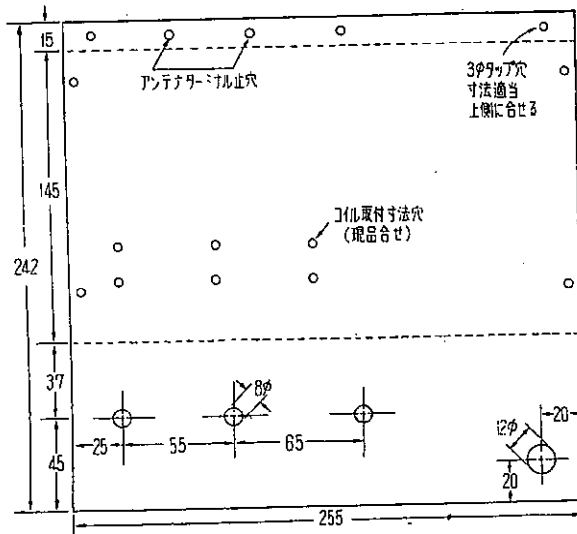 15
アンテナターミナル止穴
3φタップ穴
寸法適当
上側に合せる
145
242
コイル取付寸法穴
(現品合せ)
37
8φ
25
55
65
45
12φ
20
20
255